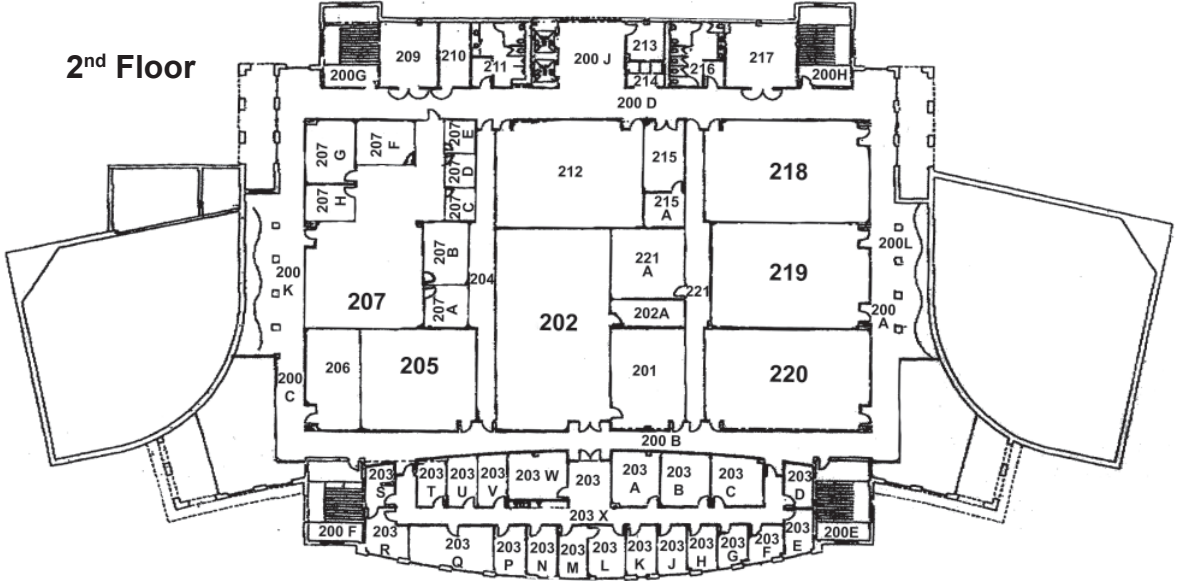 2nd Floor
200G
209
210
211
200 J
213
214
216
217
200H
200 D
207 G
207 F
207 E
207 D
207 C
207 H
212
215
215 A
218
207 B
207 A
204
221 A
221
219
200L
200 K
207
202
202A
200 A
206
205
201
220
200 C
200 B
203 S
203 T
203 U
203 V
203 W
203
203 A
203 B
203 C
203 D
203 X
200 F
203 R
203 Q
203 P
203 N
203 M
203 L
203 K
203 J
203 H
203 G
203 F
203 E
200E